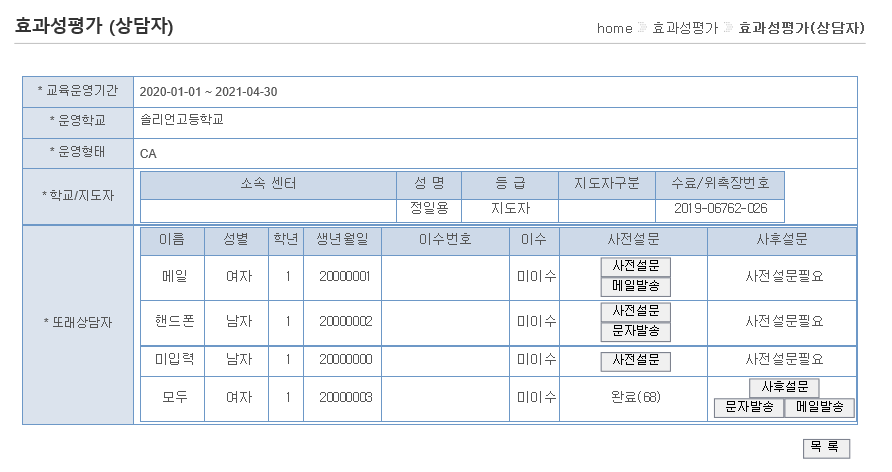 효과성평가 (상담자)
home 효과성평가 효과성평가(상담자)
* 교육운영기간 2020-01-01 ~ 2021-04-30
* 운영학교 솔리언고등학교
* 운영형태 CA
* 학교/지도자
소속 센터 성 명 등 급 지도자구분 수료/위촉장번호
정일용 지도자 2019-06762-026
* 또래상담자
이름 성별 학년 생년월일 이수번호 이수 사전설문 사후설문
메일 여자 1 20000001 미이수 사전설문 사전설문필요
메일발송
핸드폰 남자 1 20000002 미이수 사전설문 사전설문필요
문자발송
미입력 남자 1 20000000 미이수 사전설문 사전설문필요
모두 여자 1 20000003 미이수 완료(68) 사후설문
문자발송 메일발송
목 록